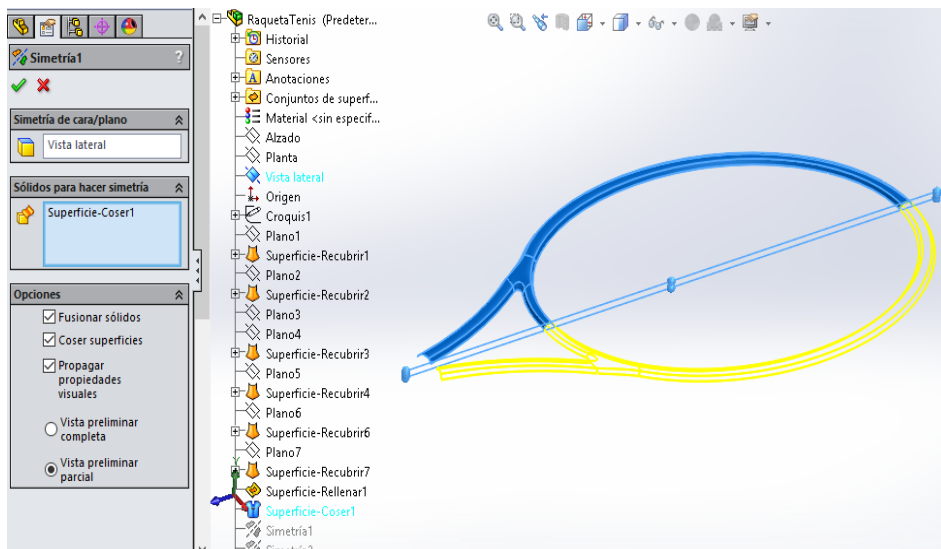 Simetría1
?
Simetría de cara/plano
Vista lateral
Sólidos para hacer simetría
Superficie-Coser1
Opciones
Fusionar sólidos
Coser superficies
Propagar
propiedades
visuales
Vista preliminar
completa
Vista preliminar
parcial
RaquetaTenis (Predeter...
Historial
Sensores
A Anotaciones
Conjuntos de superf...
Material <sin especif...
Alzado
Planta
Vista lateral
Origen
Croquis1
Plano1
Superficie-Recubrir1
Plano2
Superficie-Recubrir2
Plano3
Plano4
Superficie-Recubrir3
Plano5
Superficie-Recubrir4
Plano6
Superficie-Recubrir6
Plano7
Superficie-Recubrir7
Superficie-Rellenar1
Superficie-Coser1
Simetría1